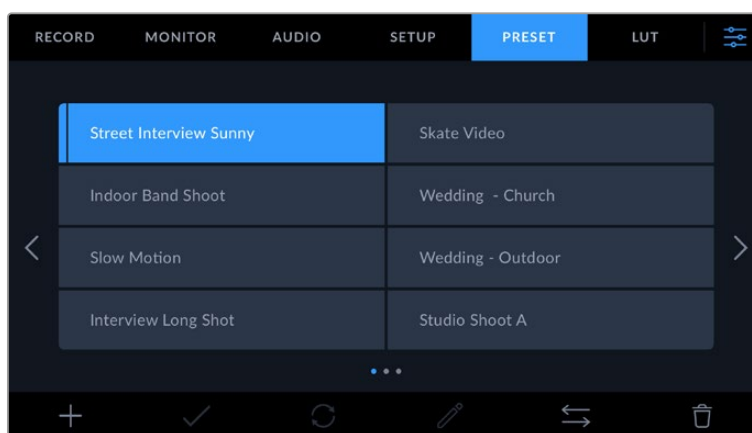 RECORD MONITOR AUDIO SETUP PRESET LUT
Street Interview Sunny
Skate Video
Indoor Band Shoot
Wedding - Church
Slow Motion
Wedding - Outdoor
Interview Long Shot
Studio Shoot A